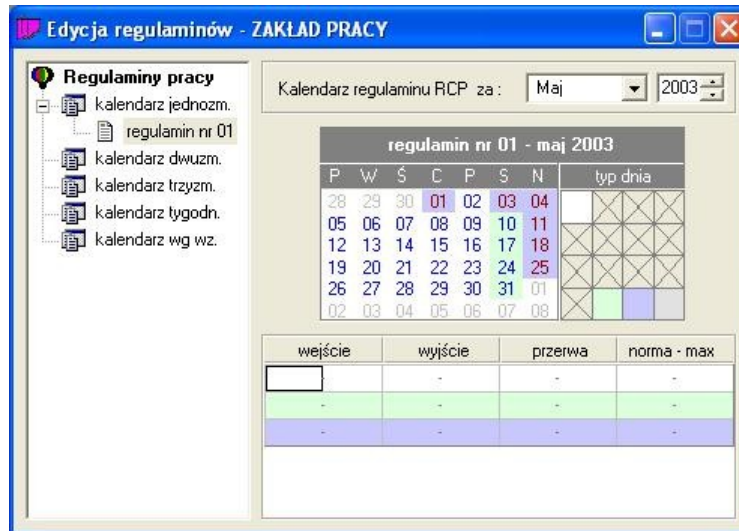 Edycja regulaminów - ZAKŁAD PRACY
Regulaminy pracy
kalendarz jednozm.
regulamin nr 01
kalendarz dwuzm.
kalendarz trzyzm.
kalendarz tygodn.
kalendarz wg wz.
Kalendarz regulaminu RCP za : Maj 2003
regulamin nr 01 - maj 2003
P W Ś C P S N typ dnia
28 29 30 01 02 03 04
05 06 07 08 09 10 11
12 13 14 15 16 17 18
19 20 21 22 23 24 25
26 27 28 29 30 31 01
02 03 04 05 06 07 08
wejście wyjście przerwa norma - max
- - - -
- - - -
- - - -